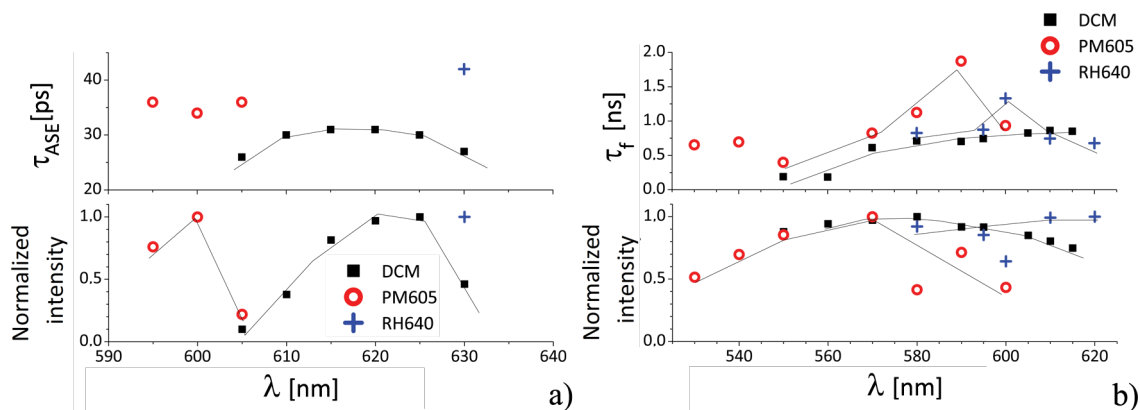 DCM
PM605
RH640
τ_ASE[ps]
40
30
20
Normalized
intensity
1.0
0.5
0.0
DCM
PM605
RH640
590 600 610 620 630 640
λ [nm]
a)
τ_f [ns]
2.0
1.5
1.0
0.5
0.0
Normalized
intensity
1.0
0.5
0.0
540 560 580 600 620
λ [nm]
b)